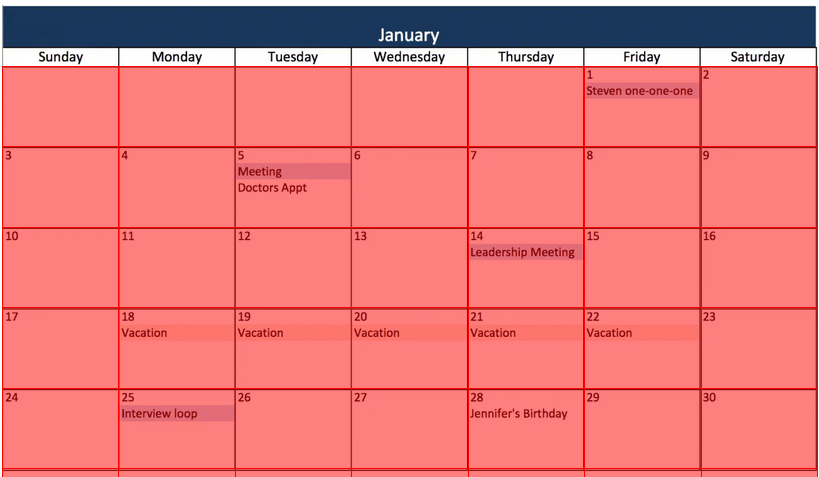 January
Sunday Monday Tuesday Wednesday Thursday Friday Saturday
1 2
Steven one-one-one
3 4 5 6 7 8 9
Meeting
Doctors Appt
10 11 12 13 14 15 16
Leadership Meeting
17 18 19 20 21 22 23
Vacation Vacation Vacation Vacation Vacation
24 25 26 27 28 29 30
Interview loop Jennifer's Birthday